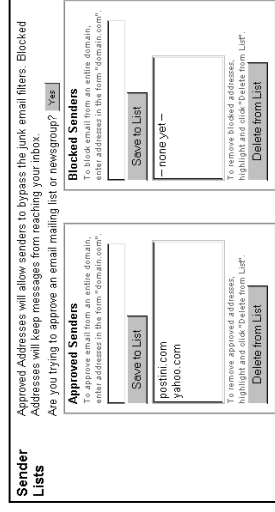 Sender
Lists
Approved Addresses will allow senders to bypass the junk email filters. Blocked
Addresses will keep messages from reaching your inbox.
Are you trying to approve an email mailing list or newsgroup? Yes
Approved Senders
To approve email from an entire domain,
enter addresses in the form "domain.com".
Save to List
postini.com
yahoo.com
To remove approved addresses,
highlight and click "Delete from List".
Delete from List
Blocked Senders
To block email from an entire domain,
enter addresses in the form "domain.com".
Save to List
– none yet –
To remove blocked addresses,
highlight and click "Delete from List".
Delete from List